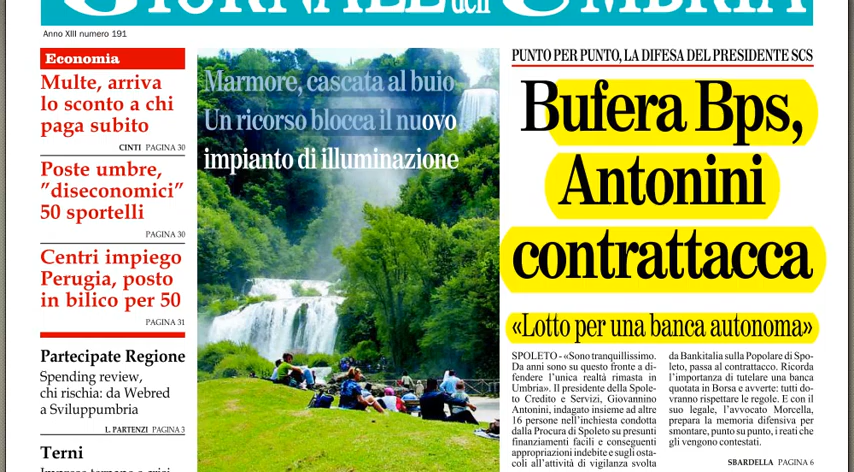 Anno XIII numero 191
Economia
Multe, arriva
lo sconto a chi
paga subito
CINTI PAGINA 30
Poste umbre,
”diseconomici”
50 sportelli
PAGINA 30
Centri impiego
Perugia, posto
in bilico per 50
PAGINA 31
Partecipate Regione
Spending review,
chi rischia: da Webred
a Sviluppumbria
L. PARTENZI PAGINA 3
Terni
Marmore, cascata al buio
Un ricorso blocca il nuovo
impianto di illuminazione
PUNTO PER PUNTO, LA DIFESA DEL PRESIDENTE SCS
Bufera Bps,
Antonini
contrattacca
«Lotto per una banca autonoma»
SPOLETO - «Sono tranquillissimo.
Da anni sono su questo fronte a di-
fendere l'unica realtà rimasta in
Umbria». Il presidente della Spole-
to Credito e Servizi, Giovannino
Antonini, indagato insieme ad altre
16 persone nell'inchiesta condotta
dalla Procura di Spoleto su presunti
finanziamenti facili e conseguenti
appropriazioni indebite e sugli osta-
coli all'attività di vigilanza svolta
da Bankitalia sulla Popolare di Spo-
leto, passa al contrattacco. Ricorda
l'importanza di tutelare una banca
quotata in Borsa e avverte: tutti do-
vranno rispettare le regole. E con il
suo legale, l'avvocato Morcella,
prepara la memoria difensiva per
smontare, punto su punto, i reati che
gli vengono contestati.
SBARDELLA PAGINA 6